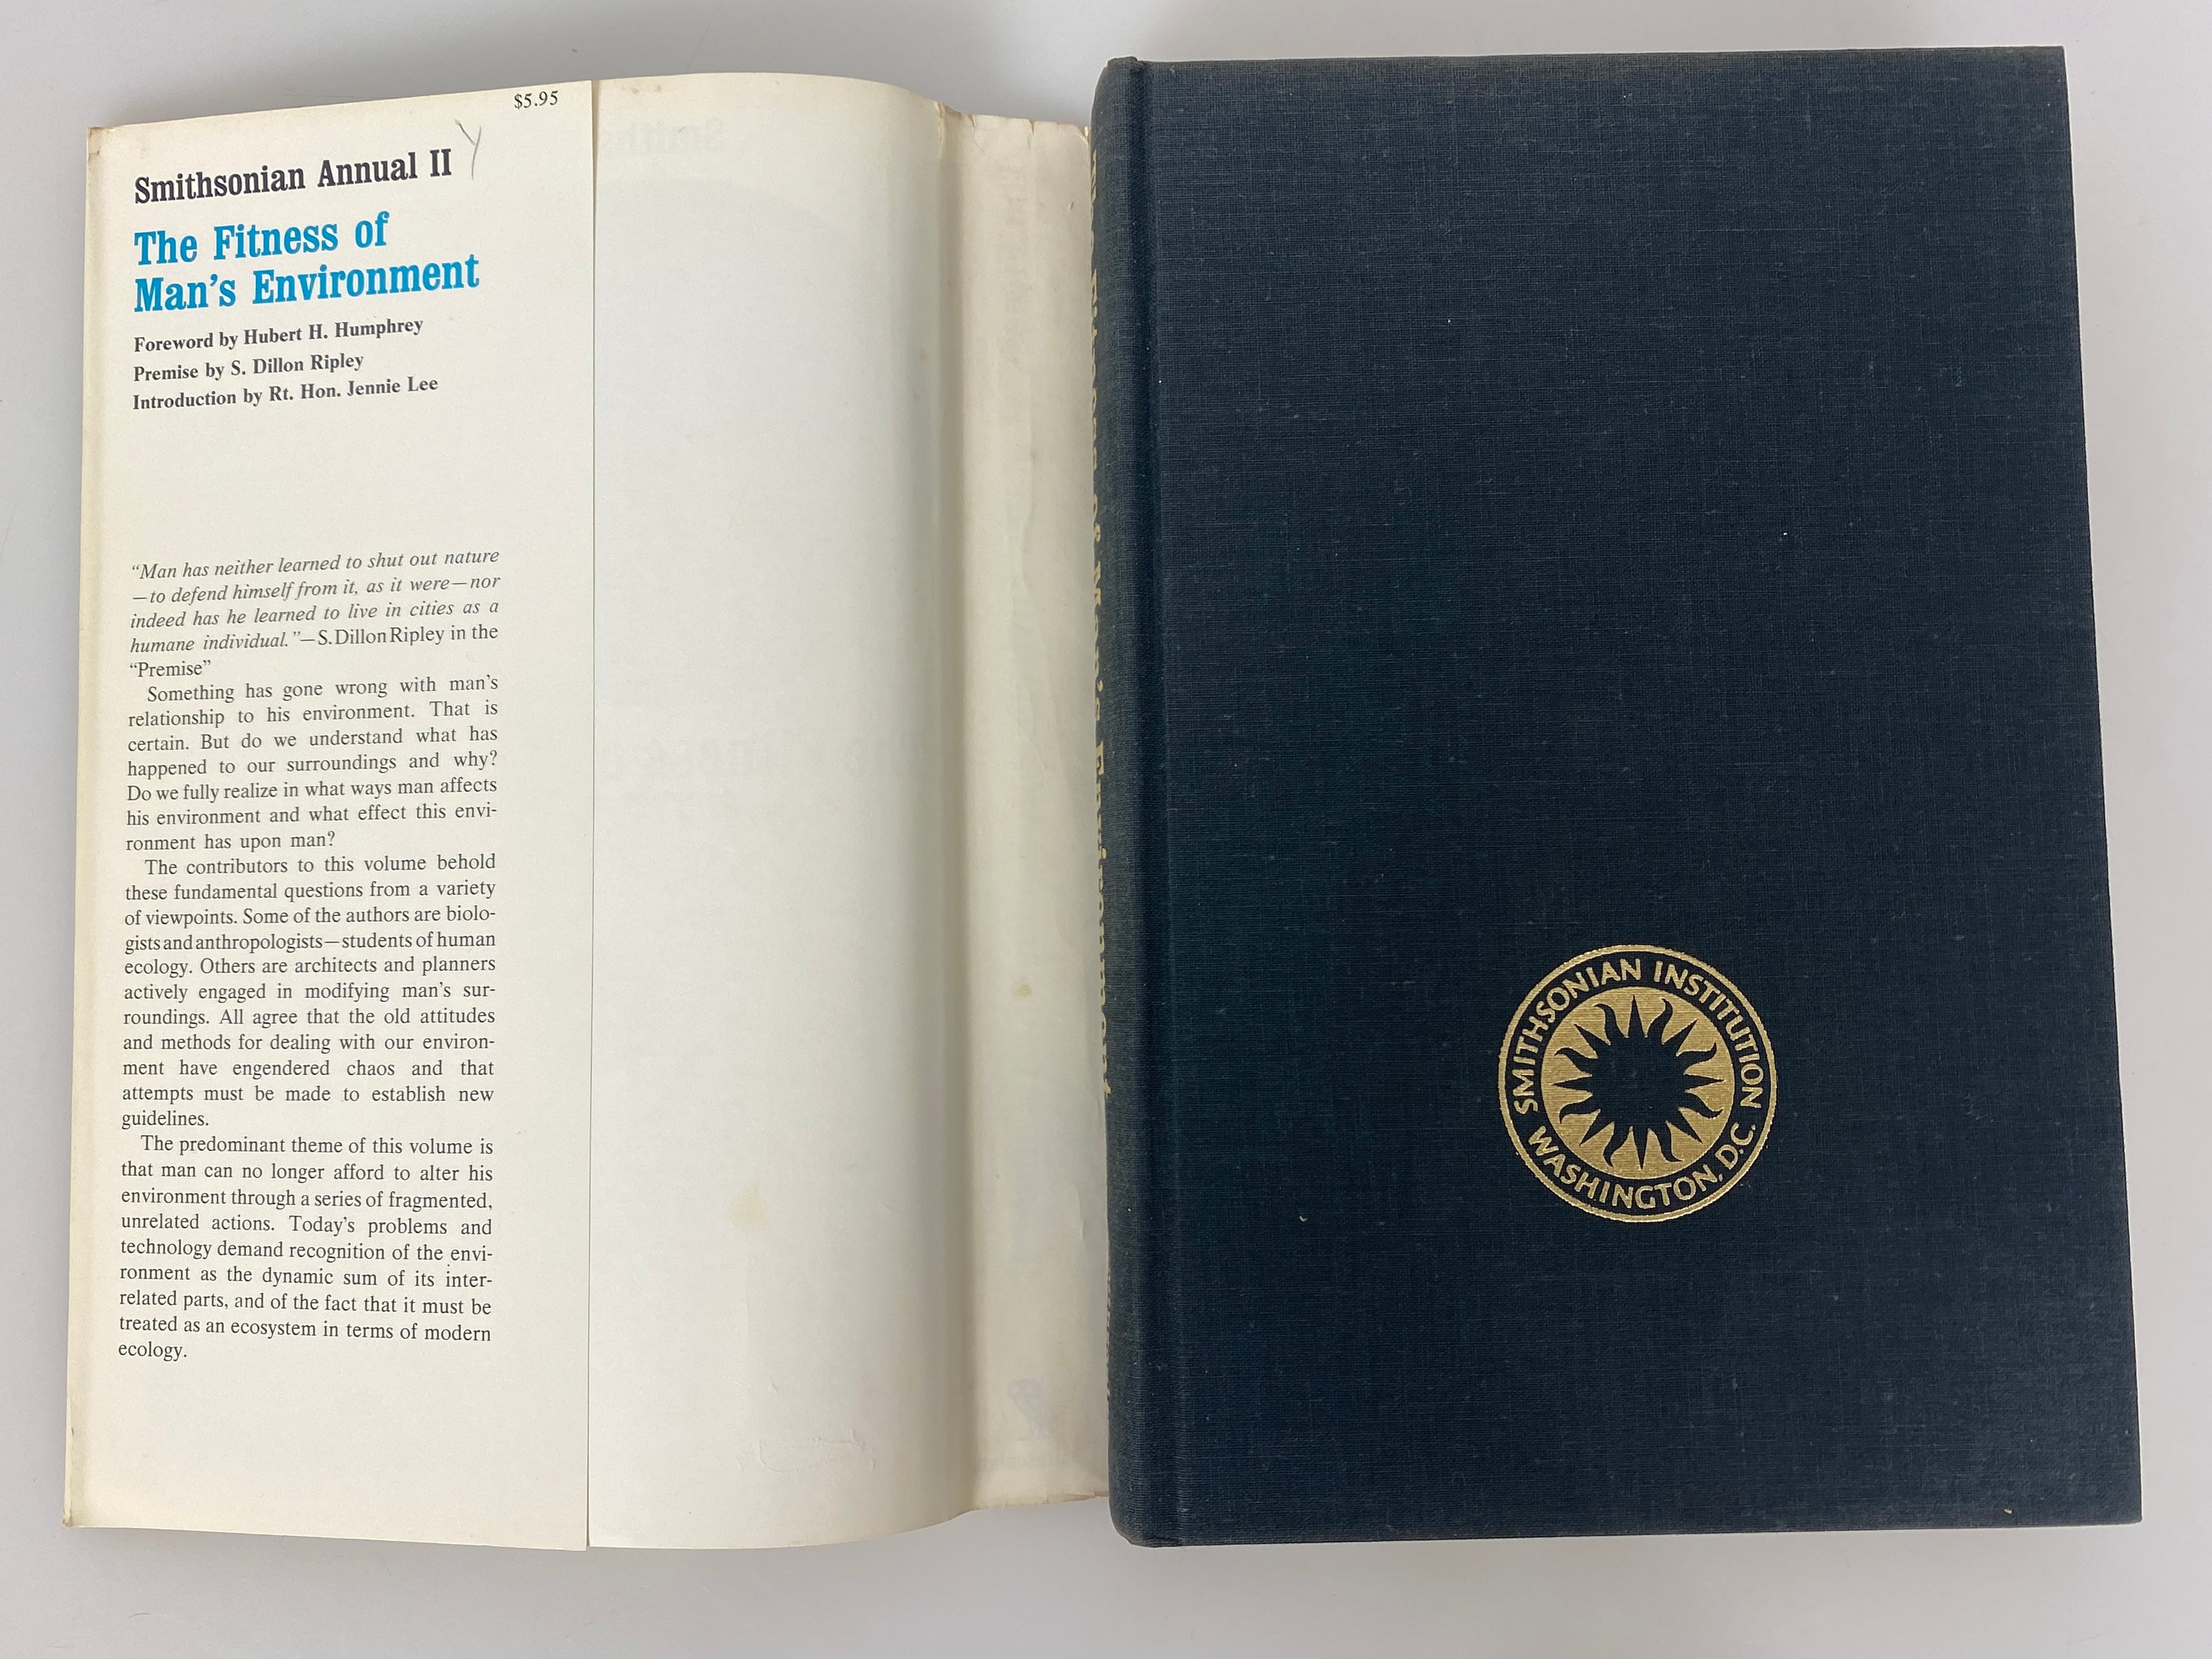 $5.95
Smithsonian Annual II
The Fitness of
Man's Environment
Foreword by Hubert H. Humphrey
Premise by S. Dillon Ripley
Introduction by Rt. Hon. Jennie Lee
“Man has neither learned to shut out nature
—to defend himself from it, as it were—nor
indeed has he learned to live in cities as a
humane individual.”—S. Dillon Ripley in the
“Premise”
Something has gone wrong with man's
relationship to his environment. That is
certain. But do we understand what has
happened to our surroundings and why?
Do we fully realize in what ways man affects
his environment and what effect this envi-
ronment has upon man?
The contributors to this volume behold
these fundamental questions from a variety
of viewpoints. Some of the authors are biolo-
gists and anthropologists—students of human
ecology. Others are architects and planners
actively engaged in modifying man's sur-
roundings. All agree that the old attitudes
and methods for dealing with our environ-
ment have engendered chaos and that
attempts must be made to establish new
guidelines.
The predominant theme of this volume is
that man can no longer afford to alter his
environment through a series of fragmented,
unrelated actions. Today's problems and
technology demand recognition of the envi-
ronment as the dynamic sum of its inter-
related parts, and of the fact that it must be
treated as an ecosystem in terms of modern
ecology.
SMITHSONIAN INSTITUTION
WASHINGTON, D.C.